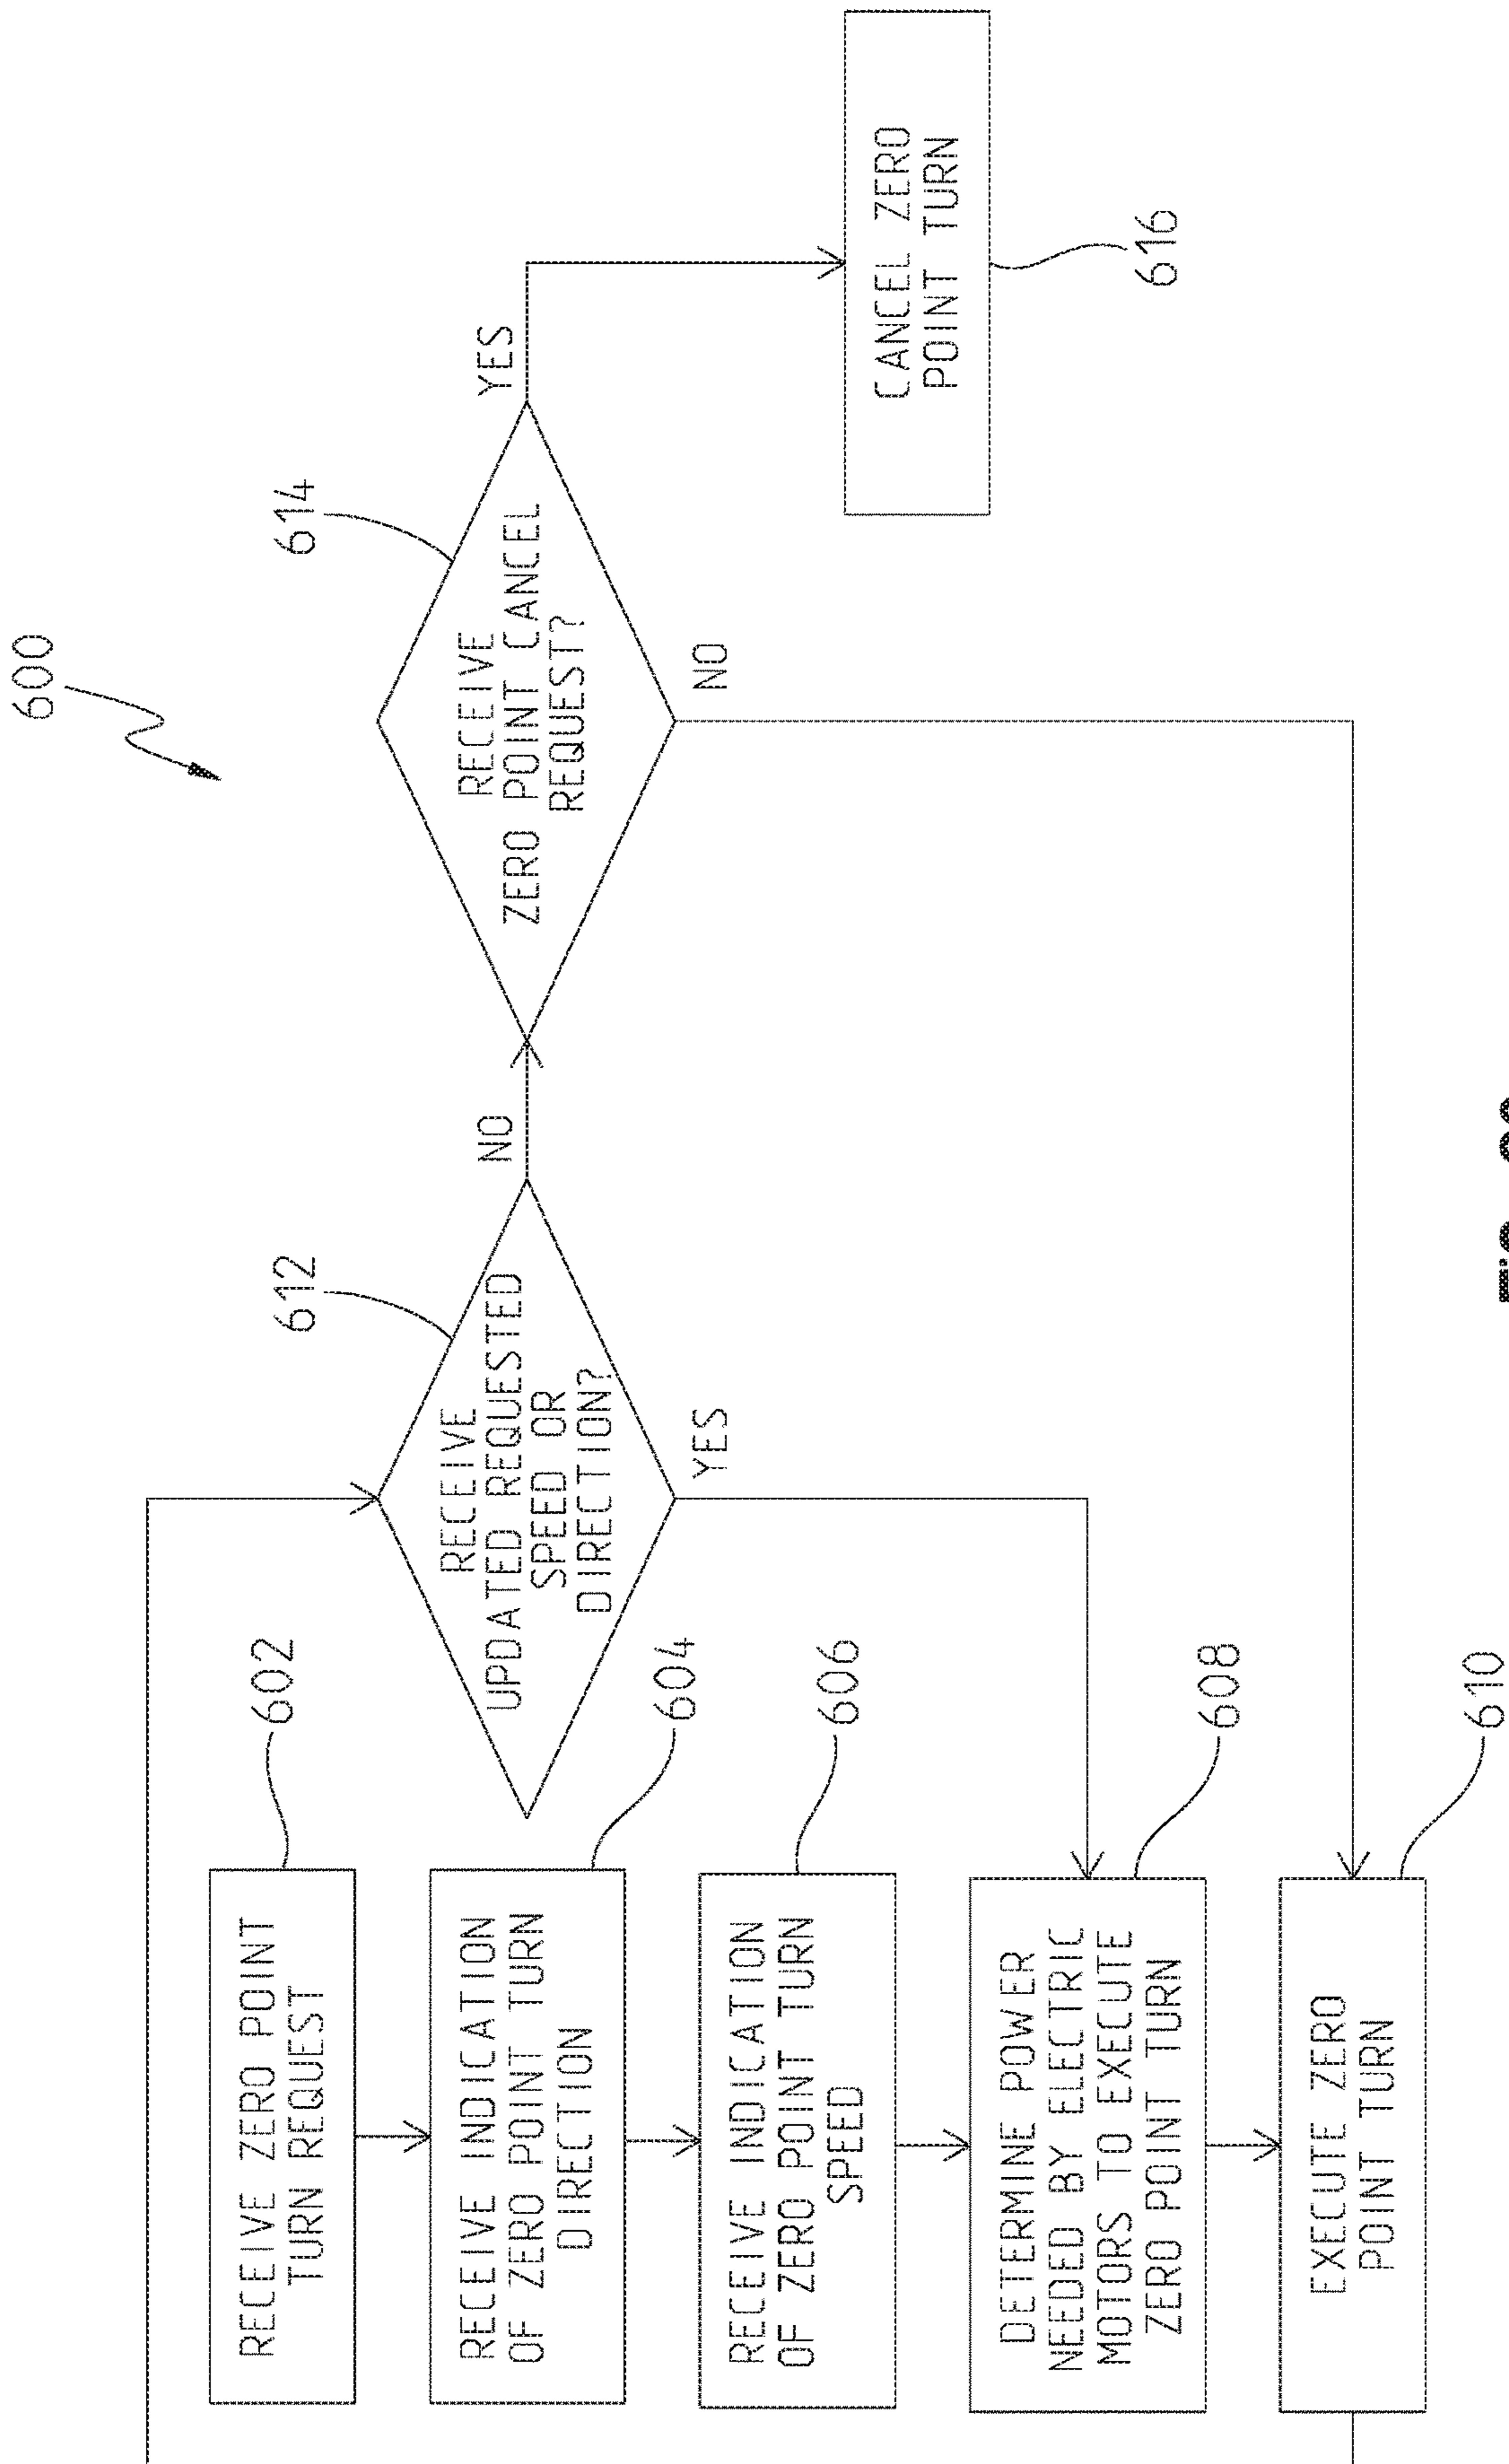 600
602
RECEIVE ZERO POINT
TURN REQUEST
604
RECEIVE INDICATION
OF ZERO POINT TURN
DIRECTION
606
RECEIVE INDICATION
OF ZERO POINT TURN
SPEED
608
DETERMINE POWER
NEEDED BY ELECTRIC
MOTORS TO EXECUTE
ZERO POINT TURN
610
EXECUTE ZERO
POINT TURN
612
RECEIVE
UPDATED REQUESTED
SPEED OR
DIRECTION?
NO
YES
614
RECEIVE
ZERO POINT CANCEL
REQUEST?
YES
NO
CANCEL ZERO
POINT TURN
616